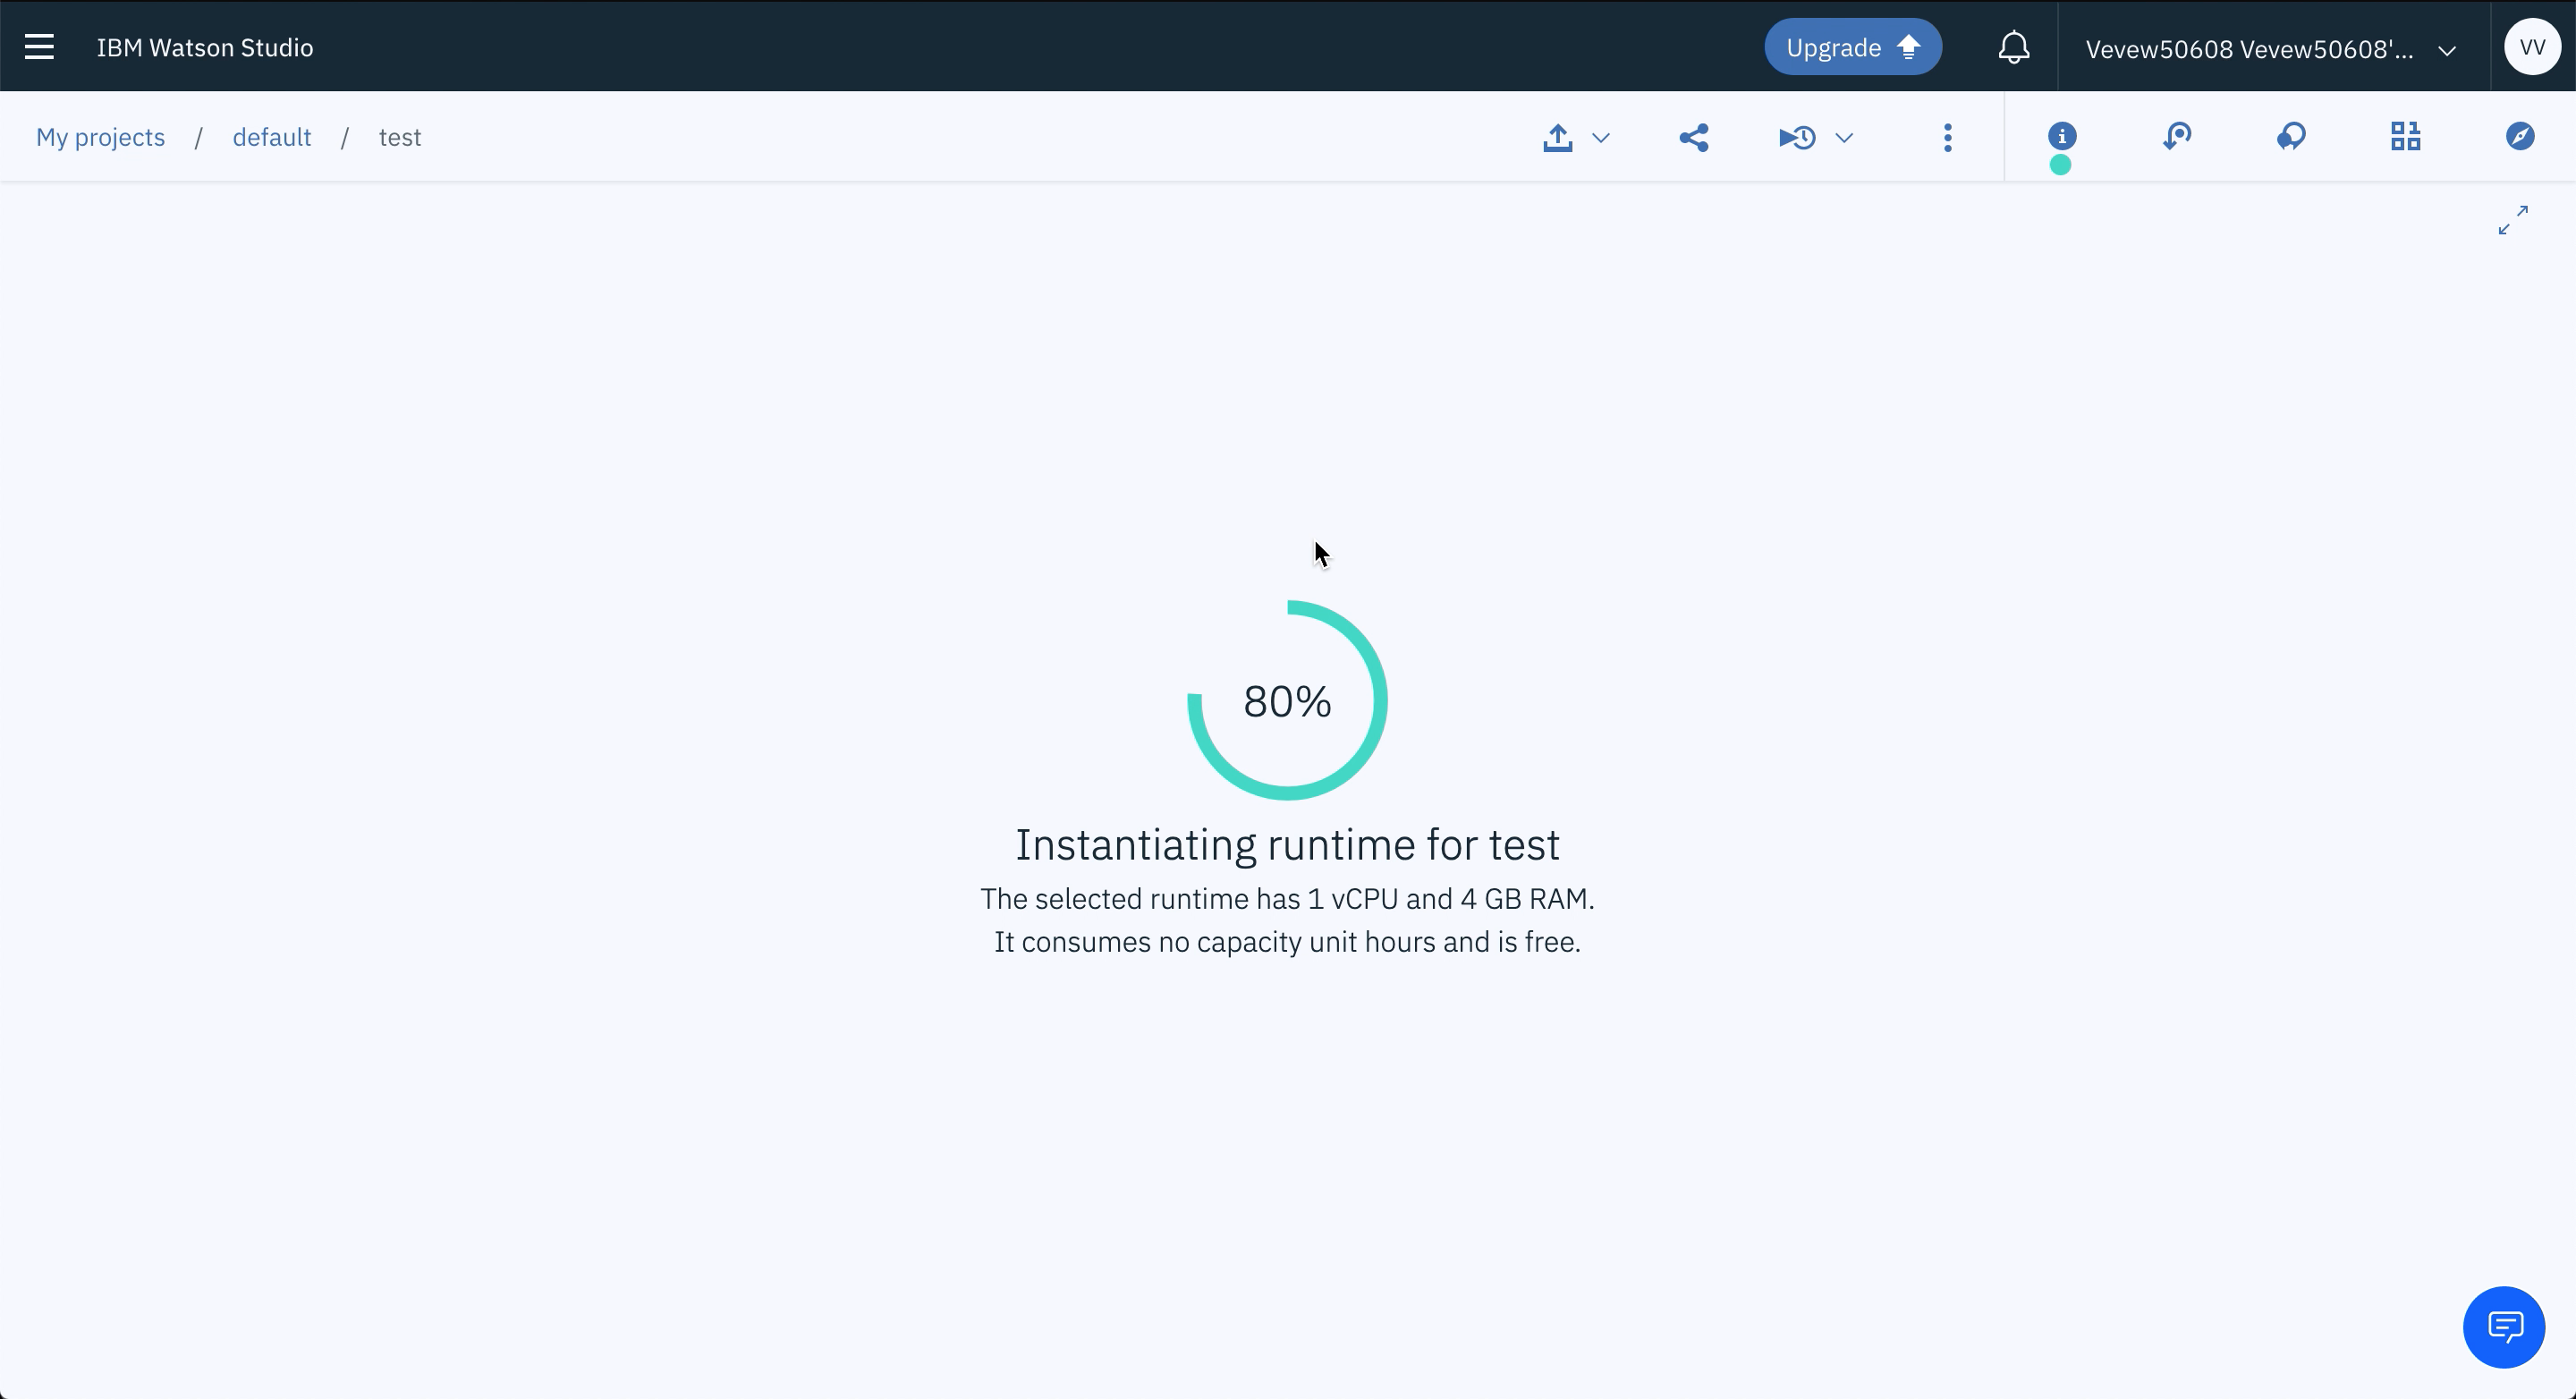 IBM Watson Studio
Upgrade
Vevew50608 Vevew50608'...
VV
My projects / default / test
80%
Instantiating runtime for test
The selected runtime has 1 vCPU and 4 GB RAM.
It consumes no capacity unit hours and is free.